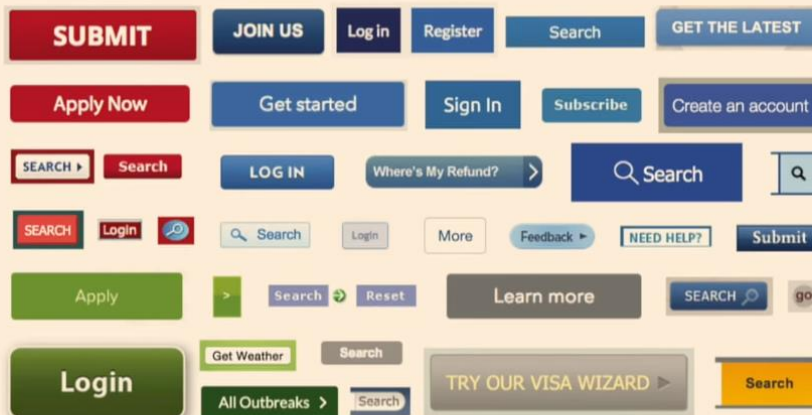 SUBMIT
JOIN US
Log in
Register
Search
GET THE LATEST
Apply Now
Get started
Sign In
Subscribe
Create an account
SEARCH
Search
LOG IN
Where's My Refund?
Search
SEARCH
Login
Search
Login
More
Feedback
NEED HELP?
Submit
Apply
>
Search
Reset
Learn more
SEARCH
go
Login
Get Weather
Search
TRY OUR VISA WIZARD
Search
All Outbreaks >
Search